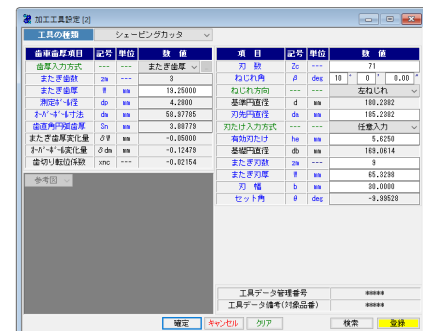 加工工具設定 [2]
工具の種類 シェービングカッタ
歯車歯厚項目 記号 単位 数 値
歯厚入力方式 --- --- またぎ歯厚
またぎ歯数 zm --- 3
またぎ歯厚 W mm 19.25000
測定ボール径 dp mm 4.2800
オーバーボール寸法 dm mm 58.97785
歯直角円弧歯厚 Sn mm 3.08779
またぎ歯厚変化量 δW mm -0.05000
オーバーボール変化量 δdm mm -0.12479
歯切り転位係数 xnc --- -0.02154
参考図
項 目 記号 単位 数 値
刃 数 Zc --- 71
ねじれ角 β deg 10 ° 0 ' 0.00 "
ねじれ方向 --- --- 左ねじれ
基準円直径 d mm 180.2382
刃先円直径 da mm 185.2382
刃たけ入力方式 --- --- 任意入力
有効刃たけ he mm 5.6250
基礎円直径 db mm 169.0614
またぎ刃数 zm --- 9
またぎ刃厚 W mm 65.3298
刃 幅 b mm 30.0000
セット角 θ deg -9.99528
工具データ管理番号 *****
工具データ備考(対象品番) *****
確定 キャンセル クリア 検索 登録